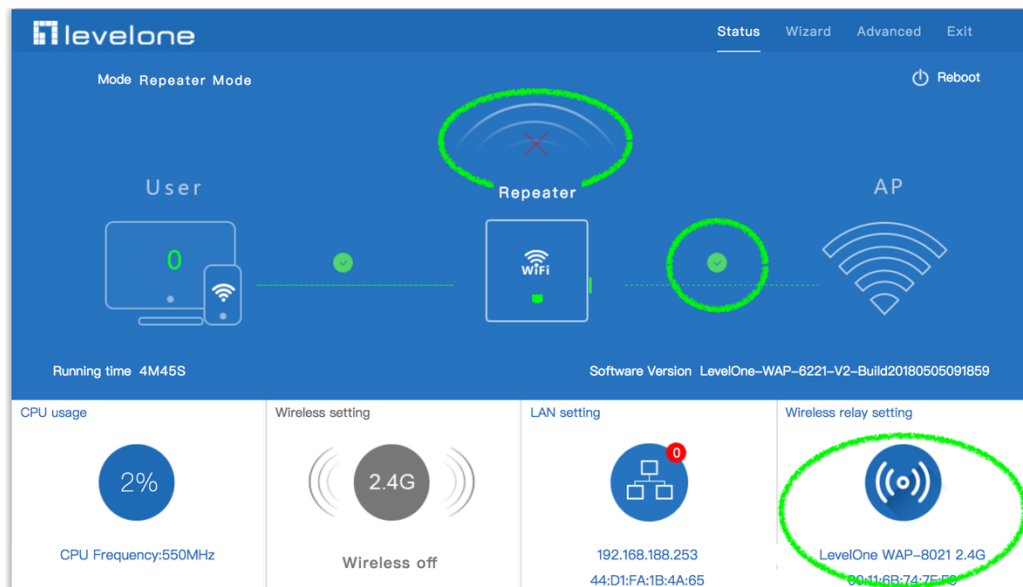 levelone
Status Wizard Advanced Exit
Mode Repeater Mode
Reboot
User
Repeater
AP
0
WiFi
Running time 4M45S
Software Version LevelOne-WAP-6221-V2-Build20180505091859
CPU usage
Wireless setting
LAN setting
Wireless relay setting
2%
2.4G
0
CPU Frequency:550MHz
Wireless off
192.168.188.253
LevelOne WAP-8021 2.4G
44:D1:FA:1B:4A:65